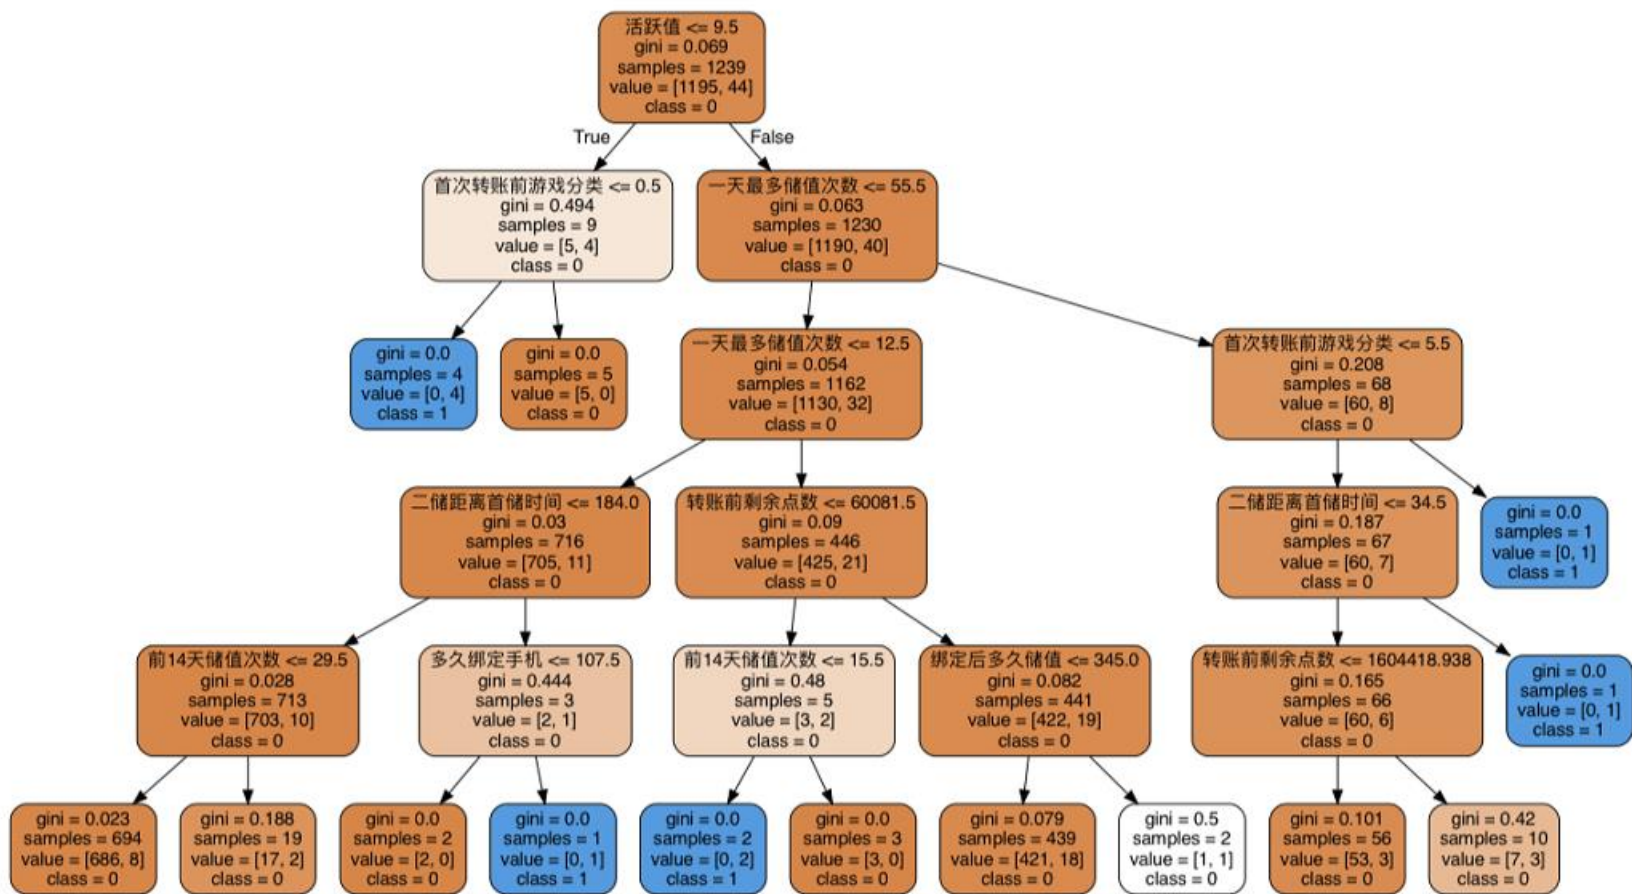 活跃值 <= 9.5
gini = 0.069
samples = 1239
value = [1195, 44]
class = 0
True
False
首次转账前游戏分类 <= 0.5
gini = 0.494
samples = 9
value = [5, 4]
class = 0
一天最多储值次数 <= 55.5
gini = 0.063
samples = 1230
value = [1190, 40]
class = 0
gini = 0.0
samples = 4
value = [0, 4]
class = 1
gini = 0.0
samples = 5
value = [5, 0]
class = 0
一天最多储值次数 <= 12.5
gini = 0.054
samples = 1162
value = [1130, 32]
class = 0
首次转账前游戏分类 <= 5.5
gini = 0.208
samples = 68
value = [60, 8]
class = 0
二储距离首储时间 <= 184.0
gini = 0.03
samples = 716
value = [705, 11]
class = 0
转账前剩余点数 <= 60081.5
gini = 0.09
samples = 446
value = [425, 21]
class = 0
二储距离首储时间 <= 34.5
gini = 0.187
samples = 67
value = [60, 7]
class = 0
gini = 0.0
samples = 1
value = [0, 1]
class = 1
前14天储值次数 <= 29.5
gini = 0.028
samples = 713
value = [703, 10]
class = 0
多久绑定手机 <= 107.5
gini = 0.444
samples = 3
value = [2, 1]
class = 0
前14天储值次数 <= 15.5
gini = 0.48
samples = 5
value = [3, 2]
class = 0
绑定后多久储值 <= 345.0
gini = 0.082
samples = 441
value = [422, 19]
class = 0
转账前剩余点数 <= 1604418.938
gini = 0.165
samples = 66
value = [60, 6]
class = 0
gini = 0.0
samples = 1
value = [0, 1]
class = 1
gini = 0.023
samples = 694
value = [686, 8]
class = 0
gini = 0.188
samples = 19
value = [17, 2]
class = 0
gini = 0.0
samples = 2
value = [2, 0]
class = 0
gini = 0.0
samples = 1
value = [0, 1]
class = 1
gini = 0.0
samples = 2
value = [0, 2]
class = 1
gini = 0.0
samples = 3
value = [3, 0]
class = 0
gini = 0.079
samples = 439
value = [421, 18]
class = 0
gini = 0.5
samples = 2
value = [1, 1]
class = 0
gini = 0.101
samples = 56
value = [53, 3]
class = 0
gini = 0.42
samples = 10
value = [7, 3]
class = 0